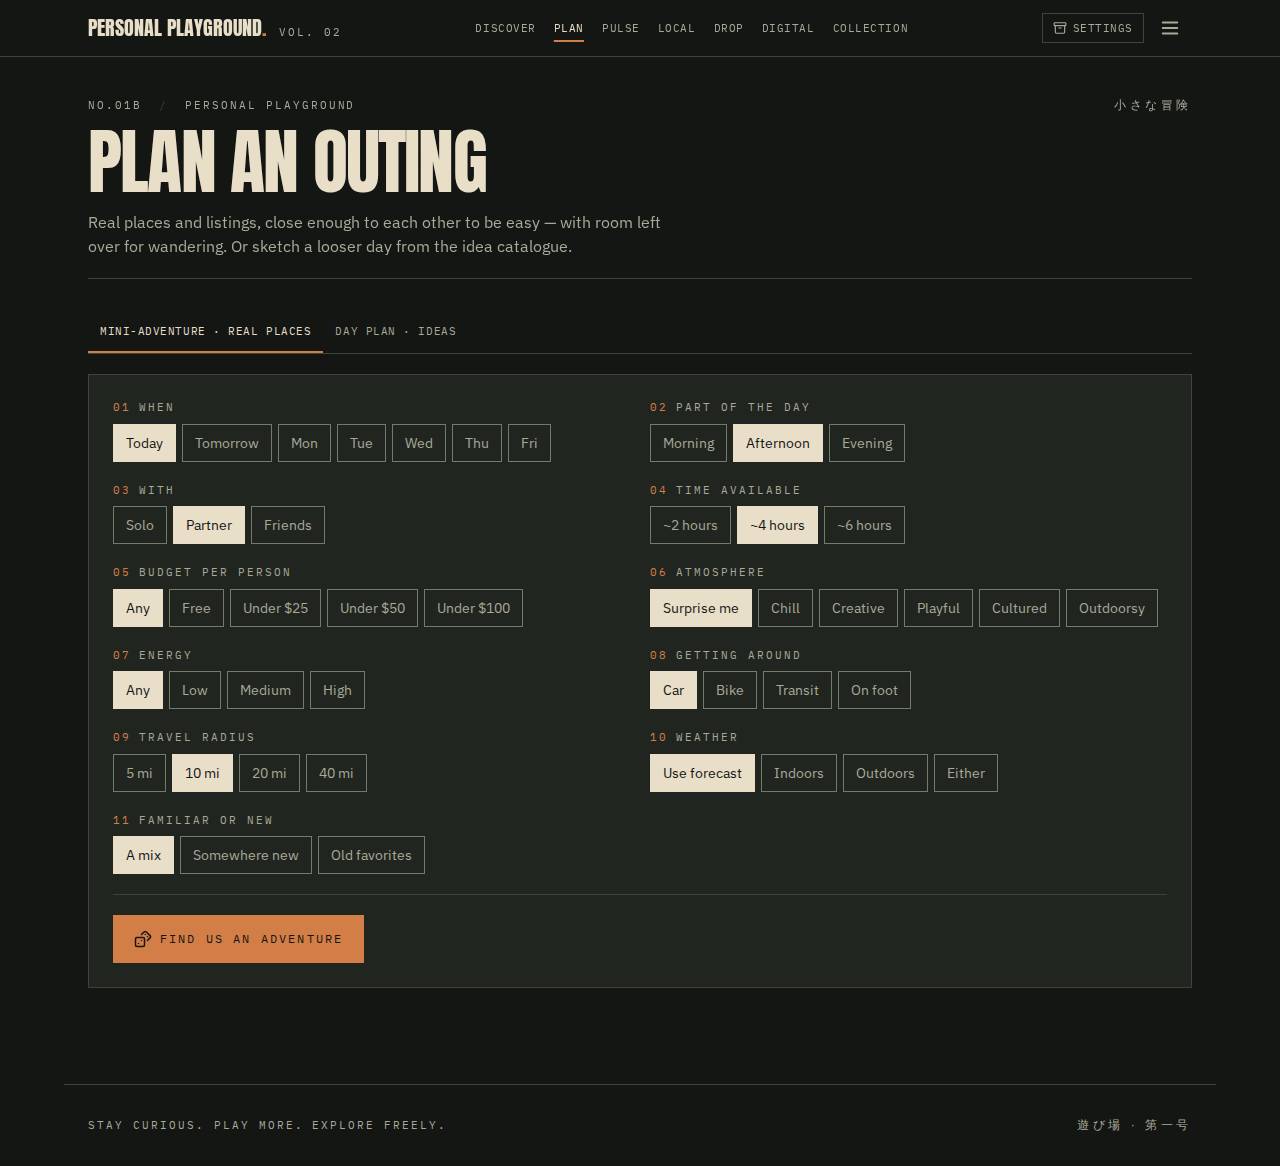 PERSONAL PLAYGROUND. VOL. 02
DISCOVER PLAN PULSE LOCAL DROP DIGITAL COLLECTION
SETTINGS
NO.01B / PERSONAL PLAYGROUND
小さな冒険
PLAN AN OUTING
Real places and listings, close enough to each other to be easy — with room left
over for wandering. Or sketch a looser day from the idea catalogue.
MINI-ADVENTURE · REAL PLACES
DAY PLAN · IDEAS
01 WHEN
Today Tomorrow Mon Tue Wed Thu Fri
02 PART OF THE DAY
Morning Afternoon Evening
03 WITH
Solo Partner Friends
04 TIME AVAILABLE
~2 hours ~4 hours ~6 hours
05 BUDGET PER PERSON
Any Free Under $25 Under $50 Under $100
06 ATMOSPHERE
Surprise me Chill Creative Playful Cultured Outdoorsy
07 ENERGY
Any Low Medium High
08 GETTING AROUND
Car Bike Transit On foot
09 TRAVEL RADIUS
5 mi 10 mi 20 mi 40 mi
10 WEATHER
Use forecast Indoors Outdoors Either
11 FAMILIAR OR NEW
A mix Somewhere new Old favorites
FIND US AN ADVENTURE
STAY CURIOUS. PLAY MORE. EXPLORE FREELY.
遊び場 · 第一号